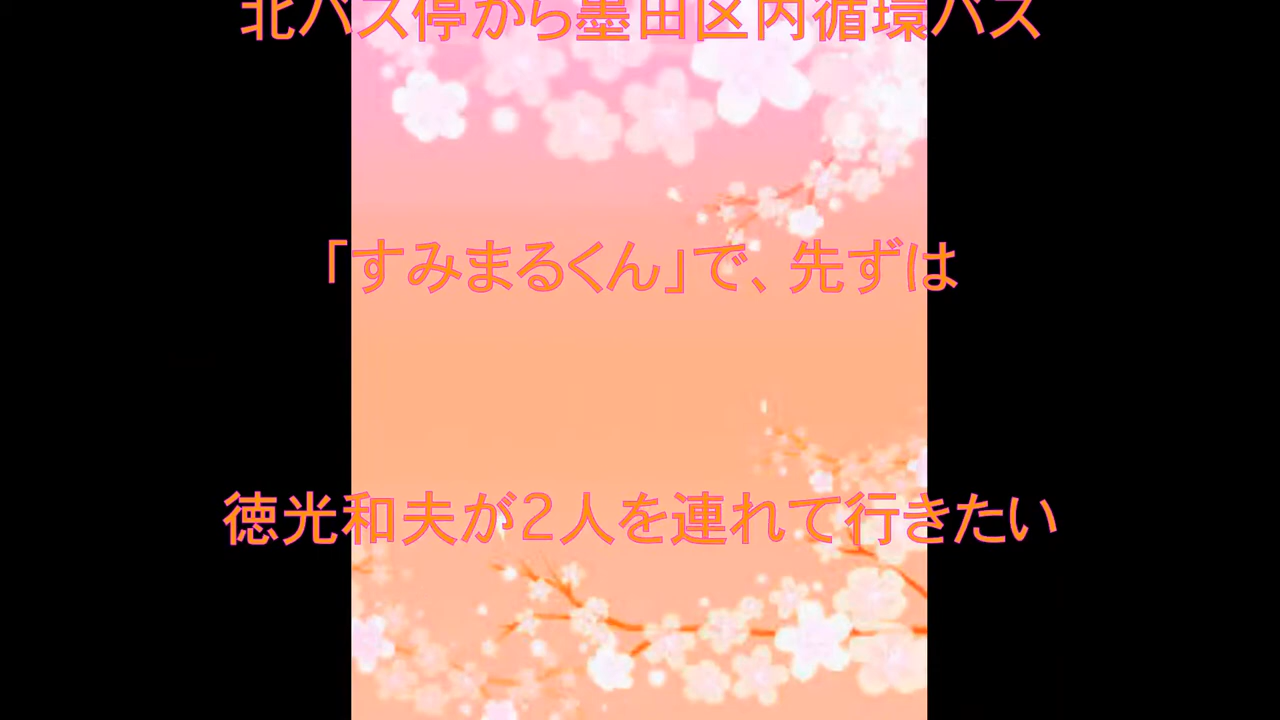 北バス停から墨田区内循環バス
「すみまるくん」で、先ずは
徳光和夫が２人を連れて行きたい